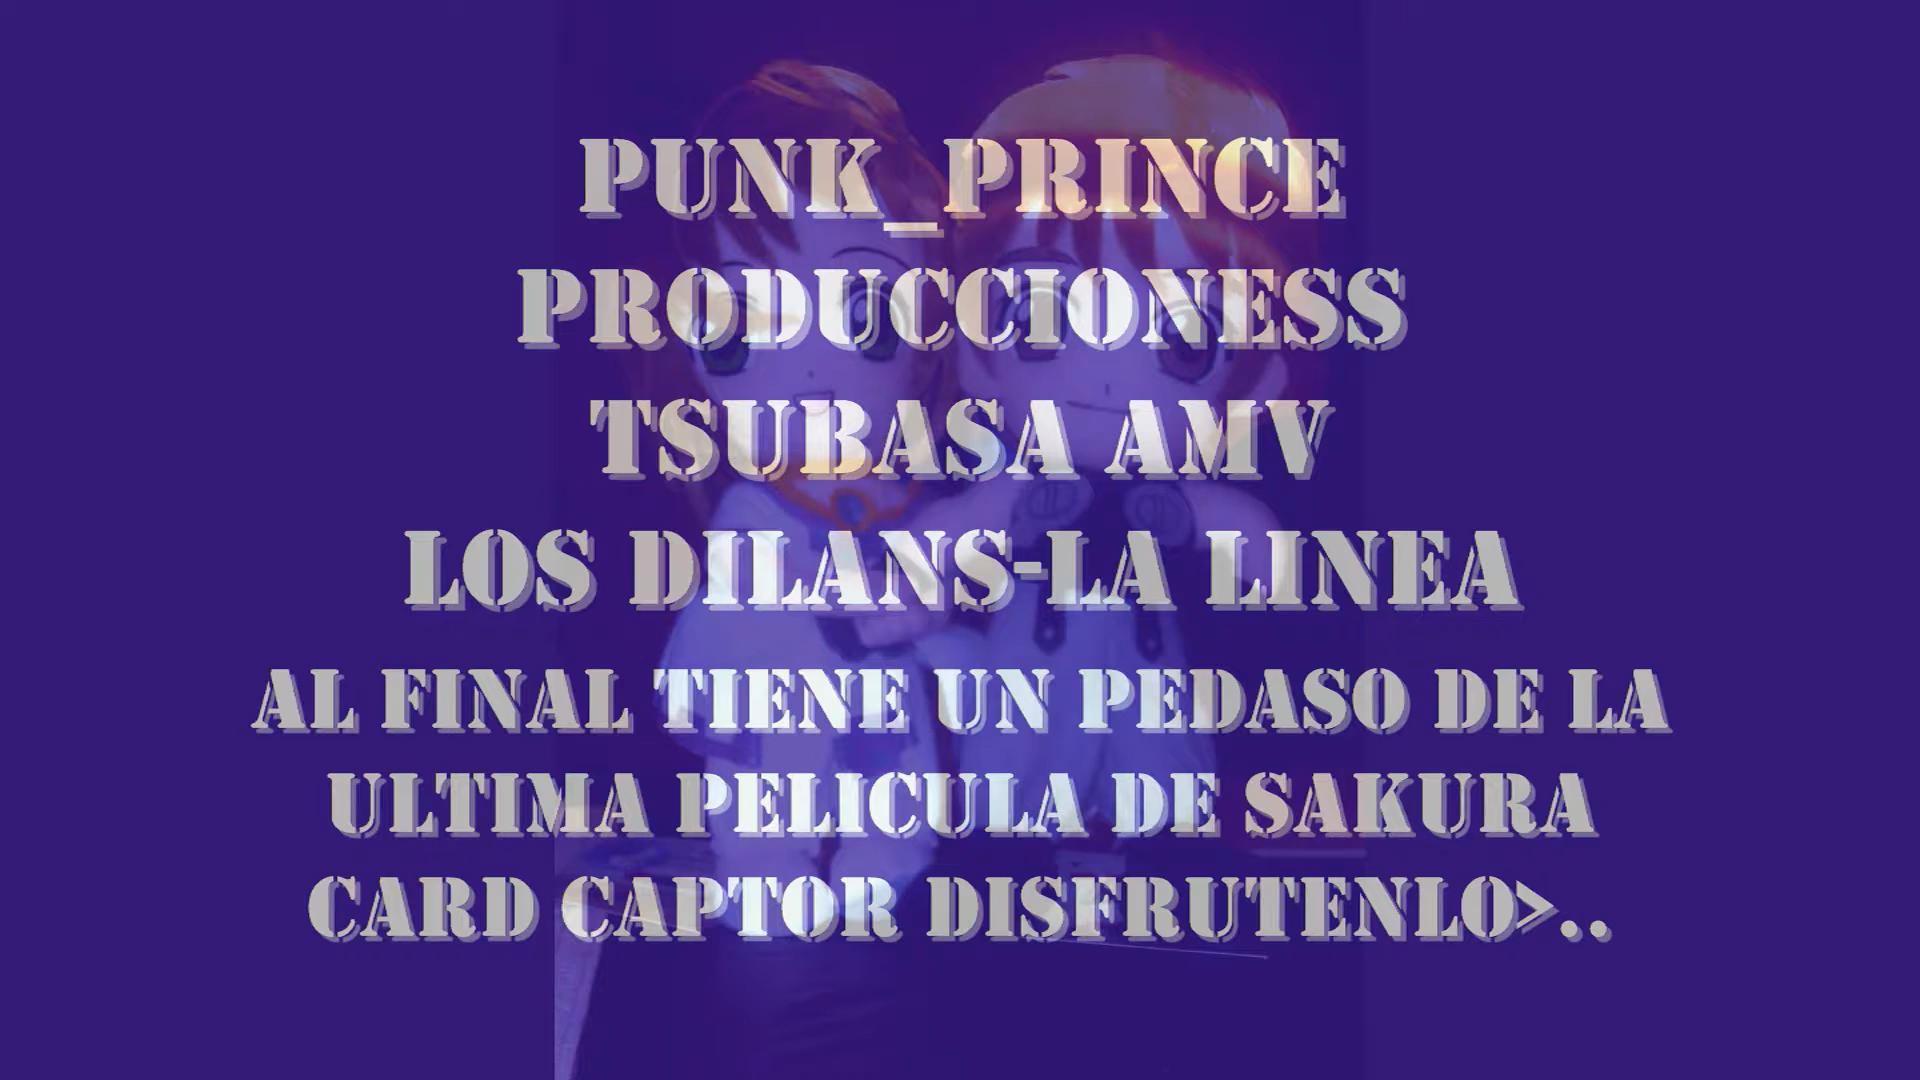 PUNK_PRINCE
PRODUCCIONESS
TSUBASA AMV
LOS DILANS-LA LINEA
AL FINAL TIENE UN PEDASO DE LA
ULTIMA PELICULA DE SAKURA
CARD CAPTOR DISFRUTENLO>..